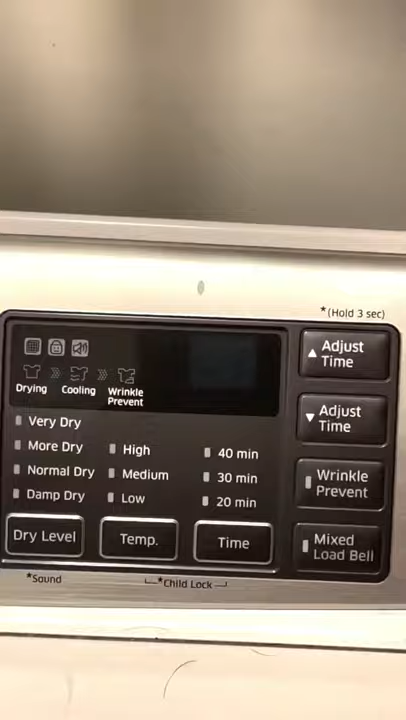 *(Hold 3 sec)
▲ Adjust Time
▼ Adjust Time
Wrinkle Prevent
Mixed Load Bell
Drying
Cooling
Wrinkle Prevent
Very Dry
More Dry
Normal Dry
Damp Dry
High
Medium
Low
40 min
30 min
20 min
Dry Level
Temp.
Time
*Sound
*Child Lock